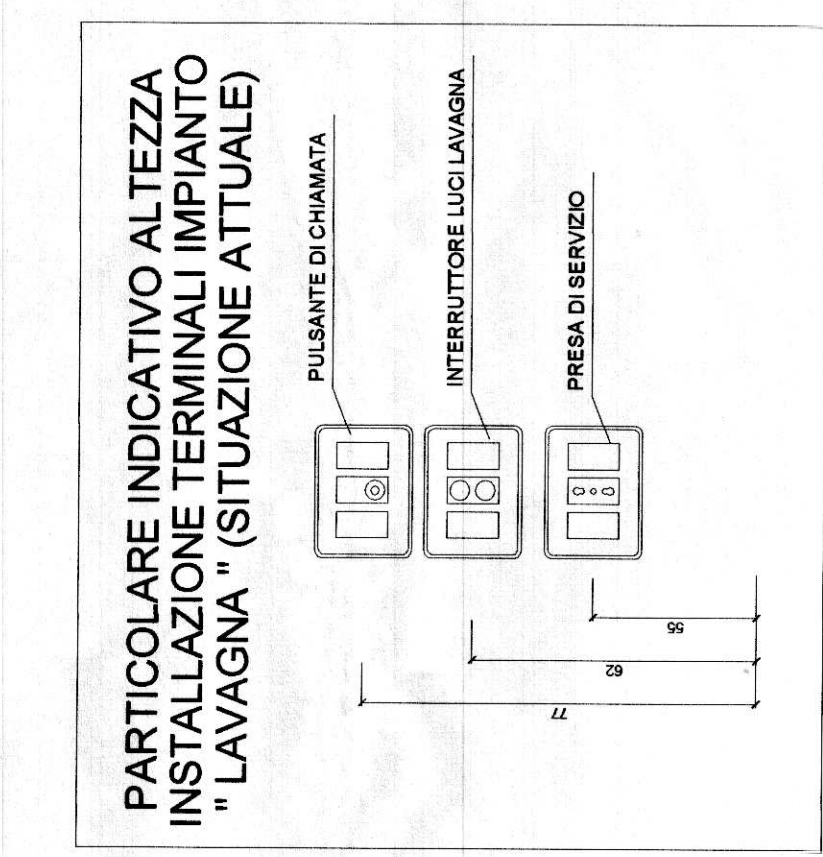 PARTICOLARE INDICATIVO ALTEZZA
INSTALLAZIONE TERMINALI IMPIANTO
" LAVAGNA " (SITUAZIONE ATTUALE)
PULSANTE DI CHIAMATA
INTERRUTTORE LUCI LAVAGNA
PRESA DI SERVIZIO
77
62
55